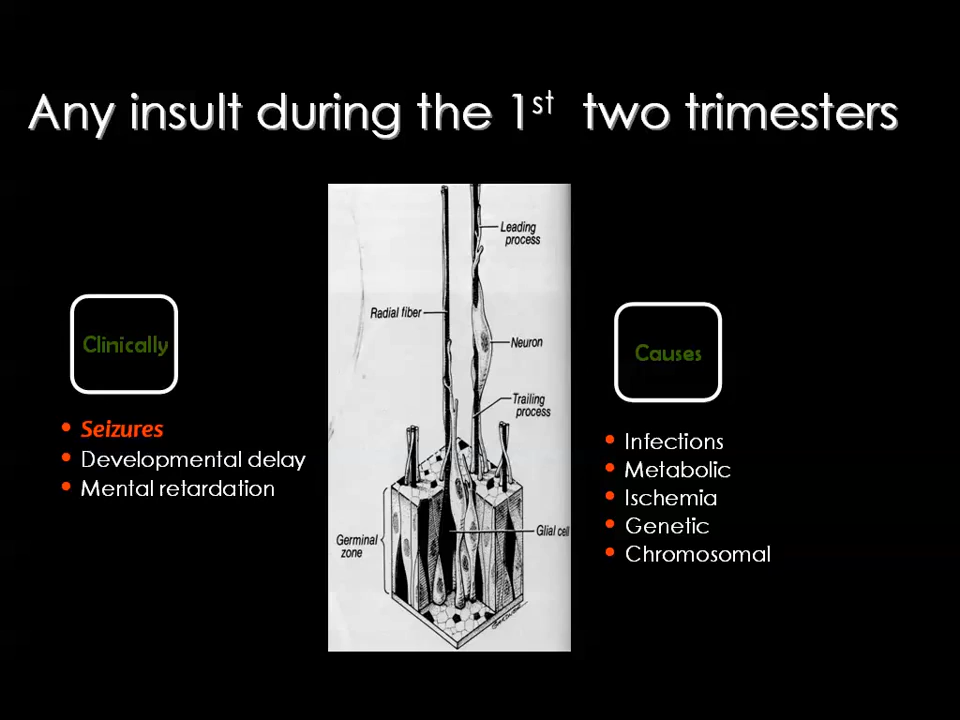 Any insult during the 1st two trimesters
Clinically
• Seizures
• Developmental delay
• Mental retardation
Leading
process
Radial fiber
Neuron
Trailing
process
Germinal
zone
Glial cell
Causes
• Infections
• Metabolic
• Ischemia
• Genetic
• Chromosomal